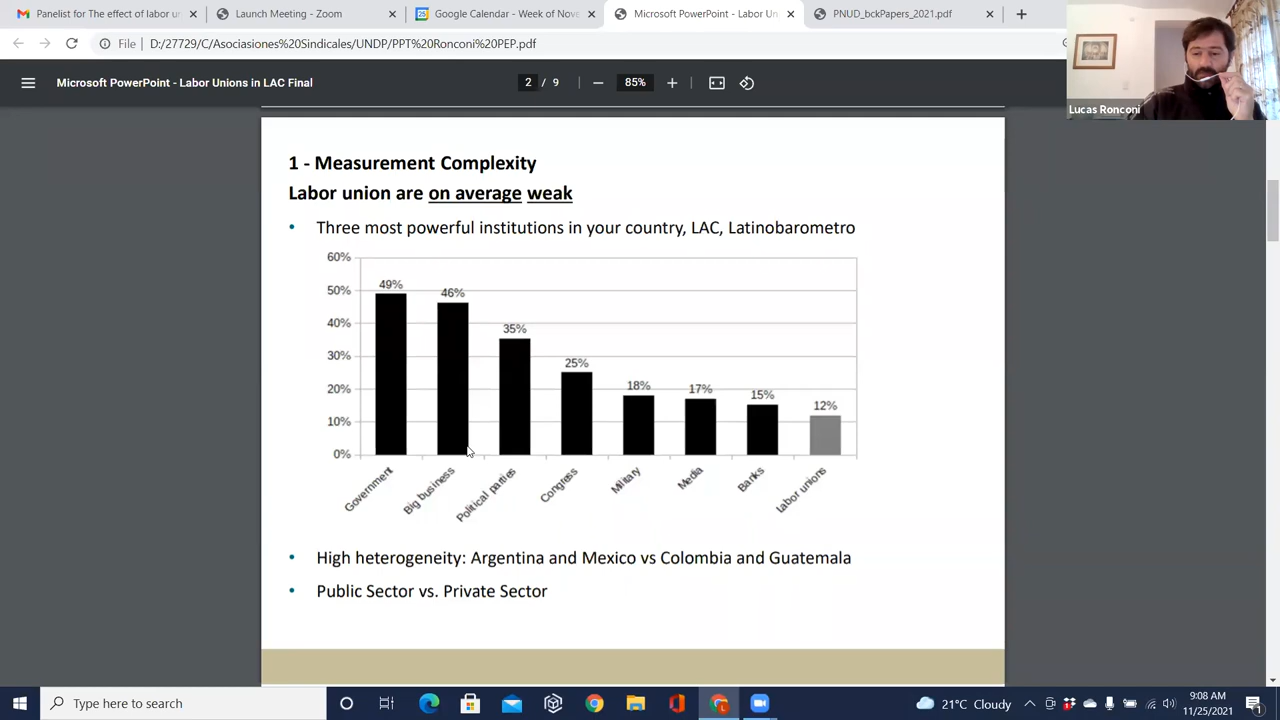 Panelist for The effect of labor ur
Launch Meeting - Zoom
Google Calendar - Week of Nove
Microsoft PowerPoint - Labor Un
PNUD_bckPapers_2021.pdf
File
D:/27729/C/Asociasiones%20Sindicales/UNDP/PPT%20Ronconi%20PEP.pdf
Microsoft PowerPoint - Labor Unions in LAC Final
2 / 9
85%
Lucas Ronconi
1 - Measurement Complexity
Labor union are on average weak
• Three most powerful institutions in your country, LAC, Latinobarometro
60%
50%
40%
30%
20%
10%
0%
49%
46%
35%
25%
18%
17%
15%
12%
Government
Big business
Political parties
Congress
Military
Media
Banks
Labor unions
• High heterogeneity: Argentina and Mexico vs Colombia and Guatemala
• Public Sector vs. Private Sector
Type here to search
21°C Cloudy
9:08 AM
11/25/2021